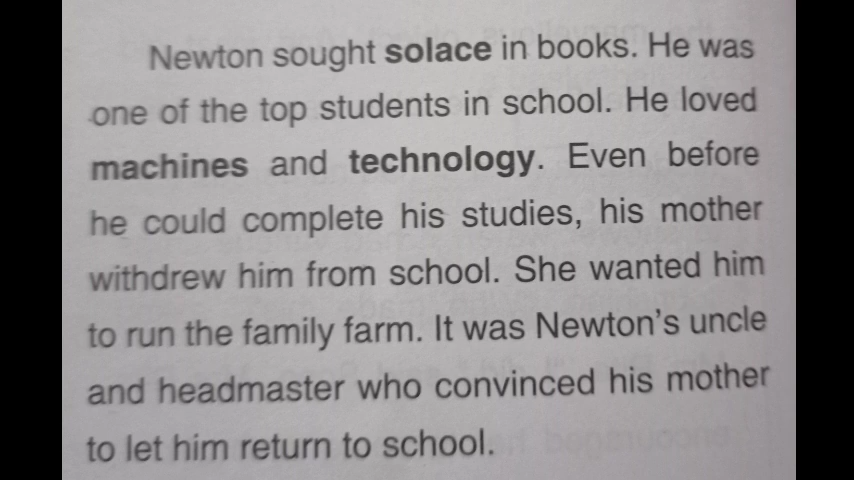 Newton sought solace in books. He was
one of the top students in school. He loved
machines and technology. Even before
he could complete his studies, his mother
withdrew him from school. She wanted him
to run the family farm. It was Newton's uncle
and headmaster who convinced his mother
to let him return to school.